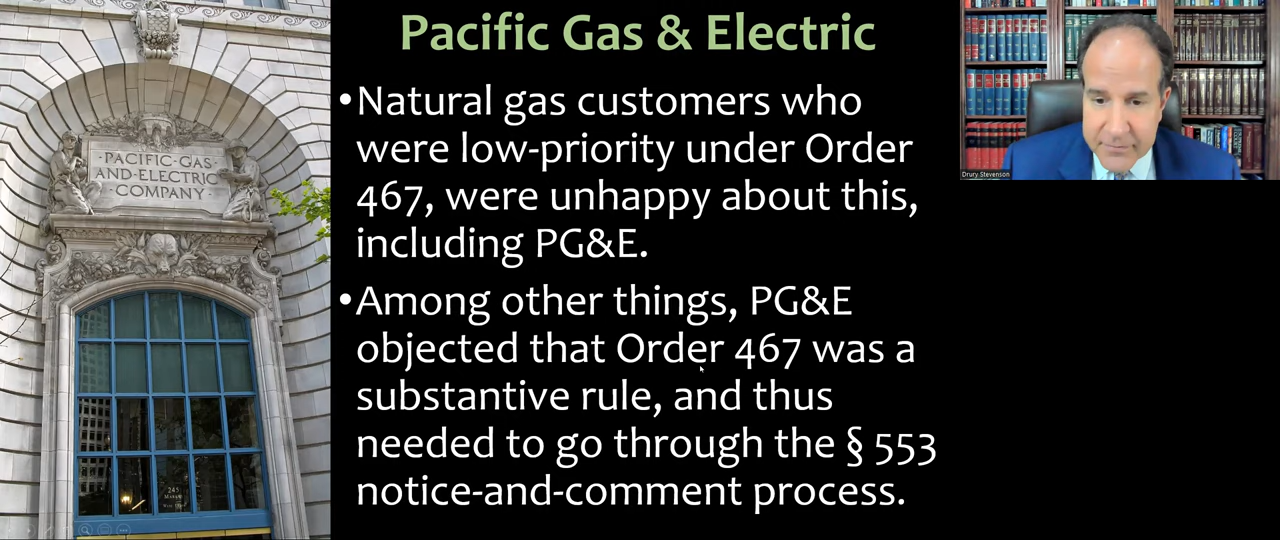 Pacific Gas & Electric
•Natural gas customers who
were low-priority under Order
467, were unhappy about this,
including PG&E.
•Among other things, PG&E
objected that Order 467 was a
substantive rule, and thus
needed to go through the § 553
notice-and-comment process.
·PACIFIC·GAS·
AND·ELECTRIC
·COMPANY·
245
Drury Stevenson